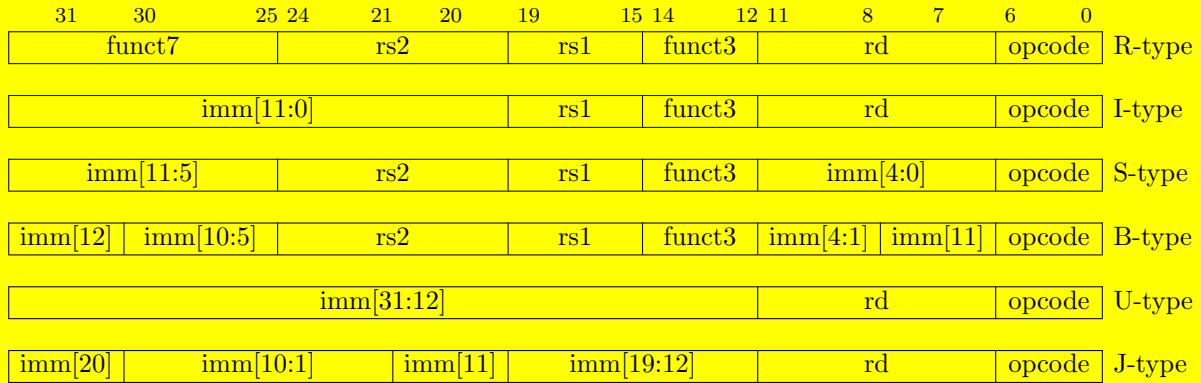 31 30 25 24 21 20 19 15 14 12 11 8 7 6 0
funct7 rs2 rs1 funct3 rd opcode R-type
imm[11:0] rs1 funct3 rd opcode I-type
imm[11:5] rs2 rs1 funct3 imm[4:0] opcode S-type
imm[12] imm[10:5] rs2 rs1 funct3 imm[4:1] imm[11] opcode B-type
imm[31:12] rd opcode U-type
imm[20] imm[10:1] imm[11] imm[19:12] rd opcode J-type